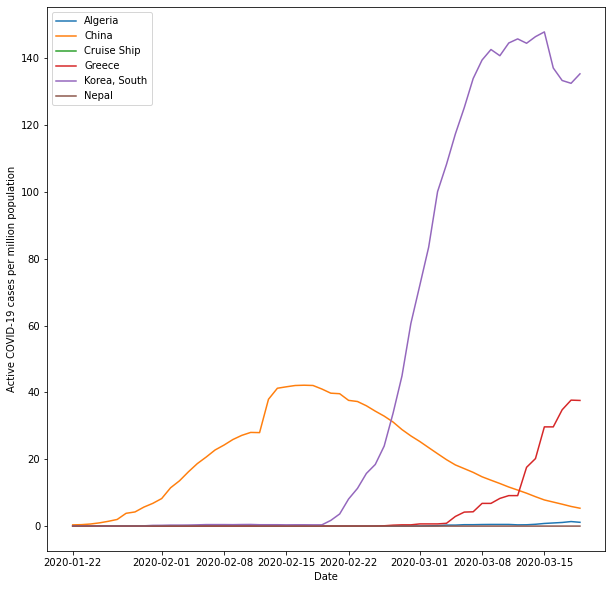 Algeria
China
Cruise Ship
Greece
Korea, South
Nepal
Active COVID-19 cases per million population
140
120
100
80
60
40
20
0
2020-01-22 2020-02-01 2020-02-08 2020-02-15 2020-02-22 2020-03-01 2020-03-08 2020-03-15
Date